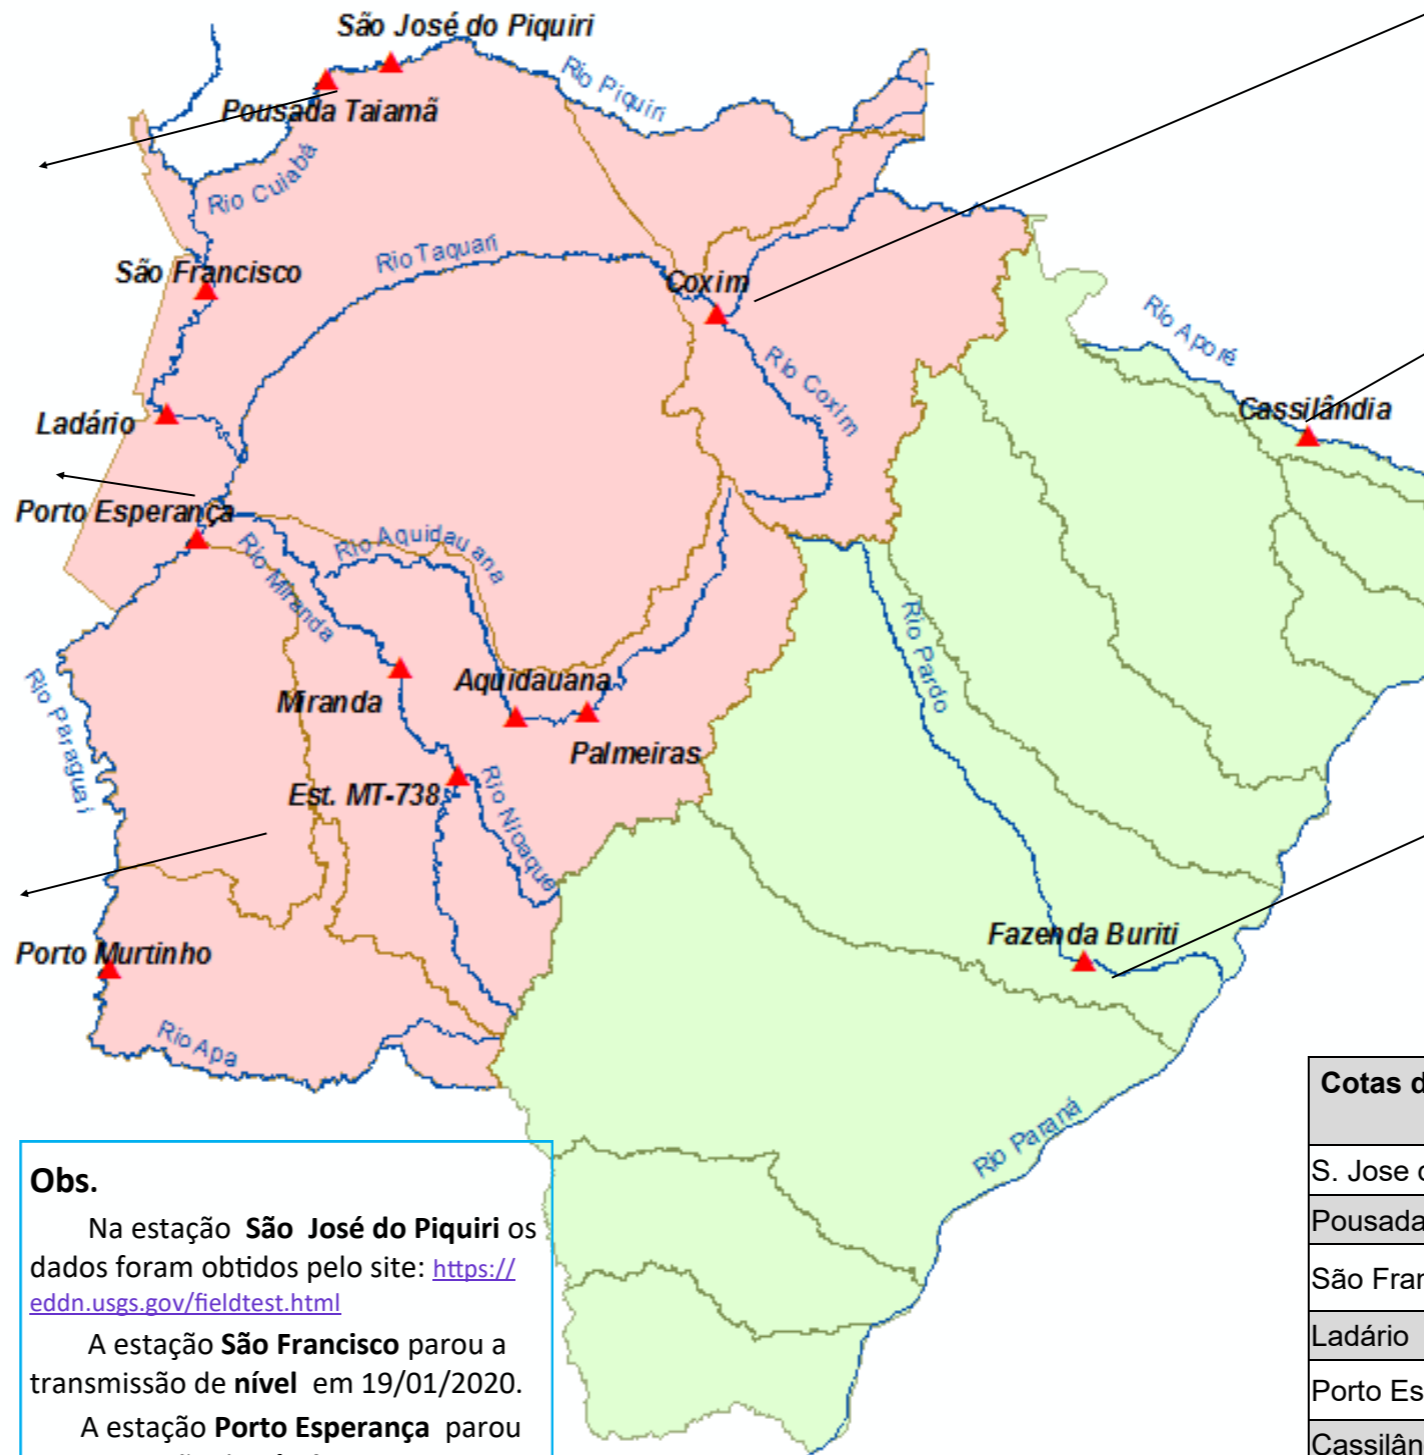 São José do Piquiri
Rio Piquiri
Pousada Taiamã
Rio Cuiabá
Rio Taquari
São Francisco
Coxim
Rio Aporé
Rio Coxim
Cassilândia
Ladário
Porto Esperança
Rio Aquidauana
Rio Miranda
Rio Pardo
Rio Paraguai
Miranda
Aquidauana
Palmeiras
Est. MT-738
Rio Nioaque
Porto Murtinho
Fazenda Buriti
Rio Apa
Rio Paraná
Obs.
Na estação São José do Piquiri os
dados foram obtidos pelo site: https://
eddn.usgs.gov/fieldtest.html
A estação São Francisco parou a
transmissão de nível em 19/01/2020.
A estação Porto Esperança parou
Cotas d
S. Jose
Pousada
São Fran
Ladário
Porto Es
Cassilân